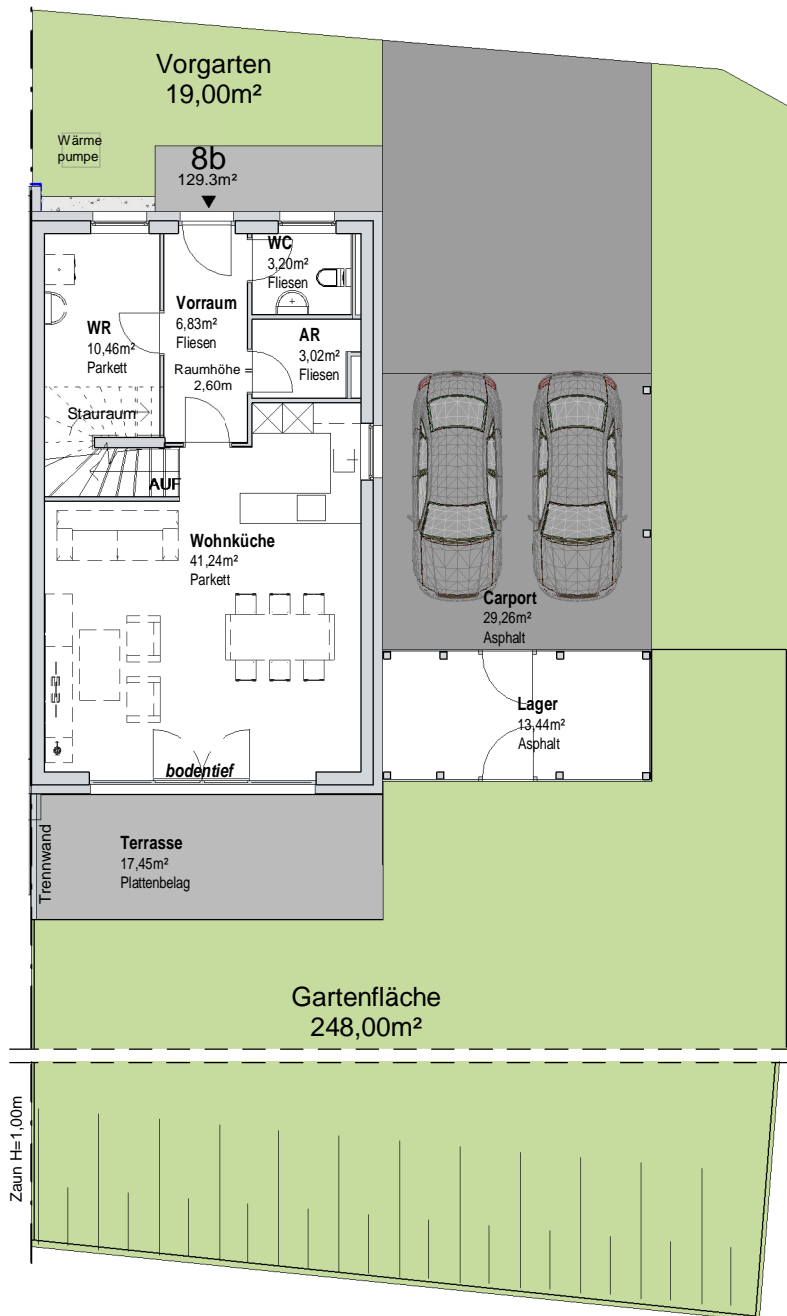 Vorgarten
19,00m²
Wärme
pumpe
8b
129.3m²
WC
3,20m²
Fliesen
Vorraum
6,83m²
Fliesen
WR
10,46m²
Parkett
AR
3,02m²
Fliesen
Raumhöhe =
2,60m
Stauraum
AUF
Wohnküche
41,24m²
Parkett
Carport
29,26m²
Asphalt
Lager
13,44m²
Asphalt
bodentief
Trennwand
Terrasse
17,45m²
Plattenbelag
Gartenfläche
248,00m²
Zaun H=1,00m